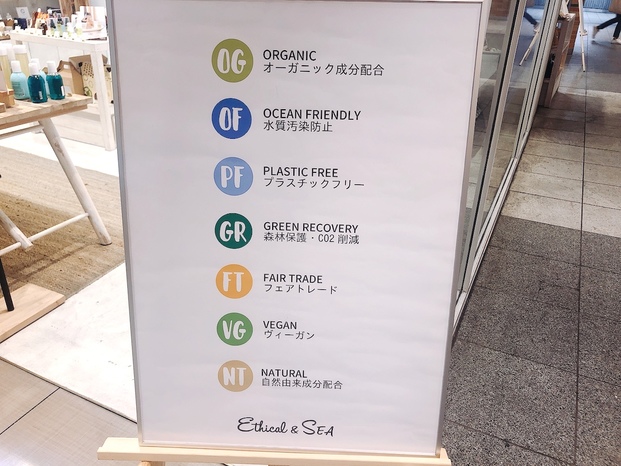 OG
ORGANIC
オーガニック成分配合
OF
OCEAN FRIENDLY
水質汚染防止
PF
PLASTIC FREE
プラスチックフリー
GR
GREEN RECOVERY
森林保護・CO2 削減
FT
FAIR TRADE
フェアトレード
VG
VEGAN
ヴィーガン
NT
NATURAL
自然由来成分配合
Ethical & SEA